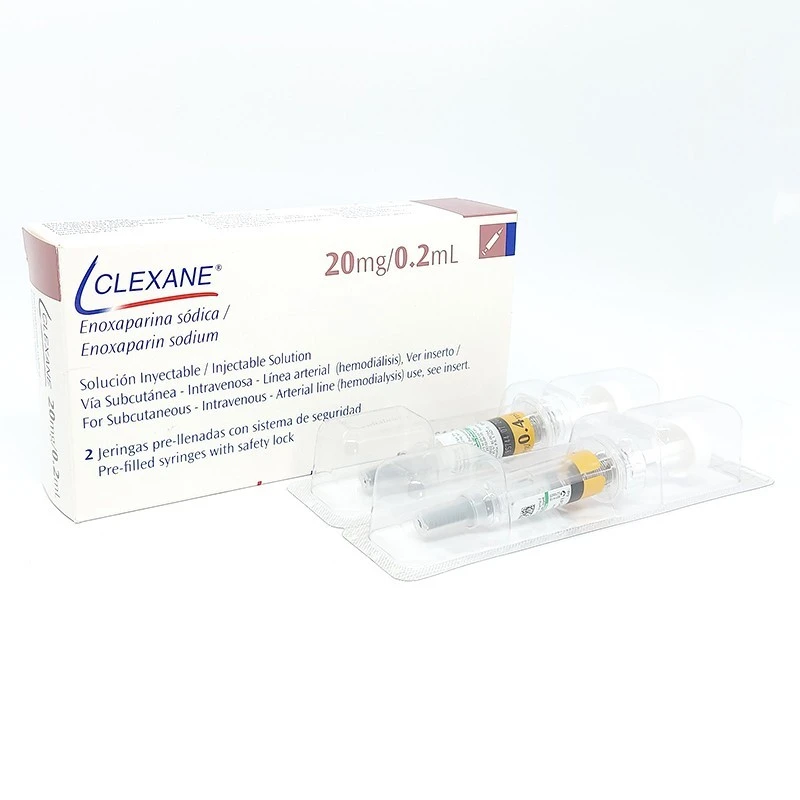 CLEXANE®
20mg/0.2mL
Enoxaparina sódica /
Enoxaparin sodium
Solución Inyectable / Injectable Solution
Vía Subcutánea - Intravenosa - Línea arterial (hemodiálisis), Ver inserto /
For Subcutaneous - Intravenous - Arterial line (hemodialysis) use, see insert.
2 Jeringas pre-llenadas con sistema de seguridad
Pre-filled syringes with safety lock
CLEXANE
20mg/0.2ml
0.4